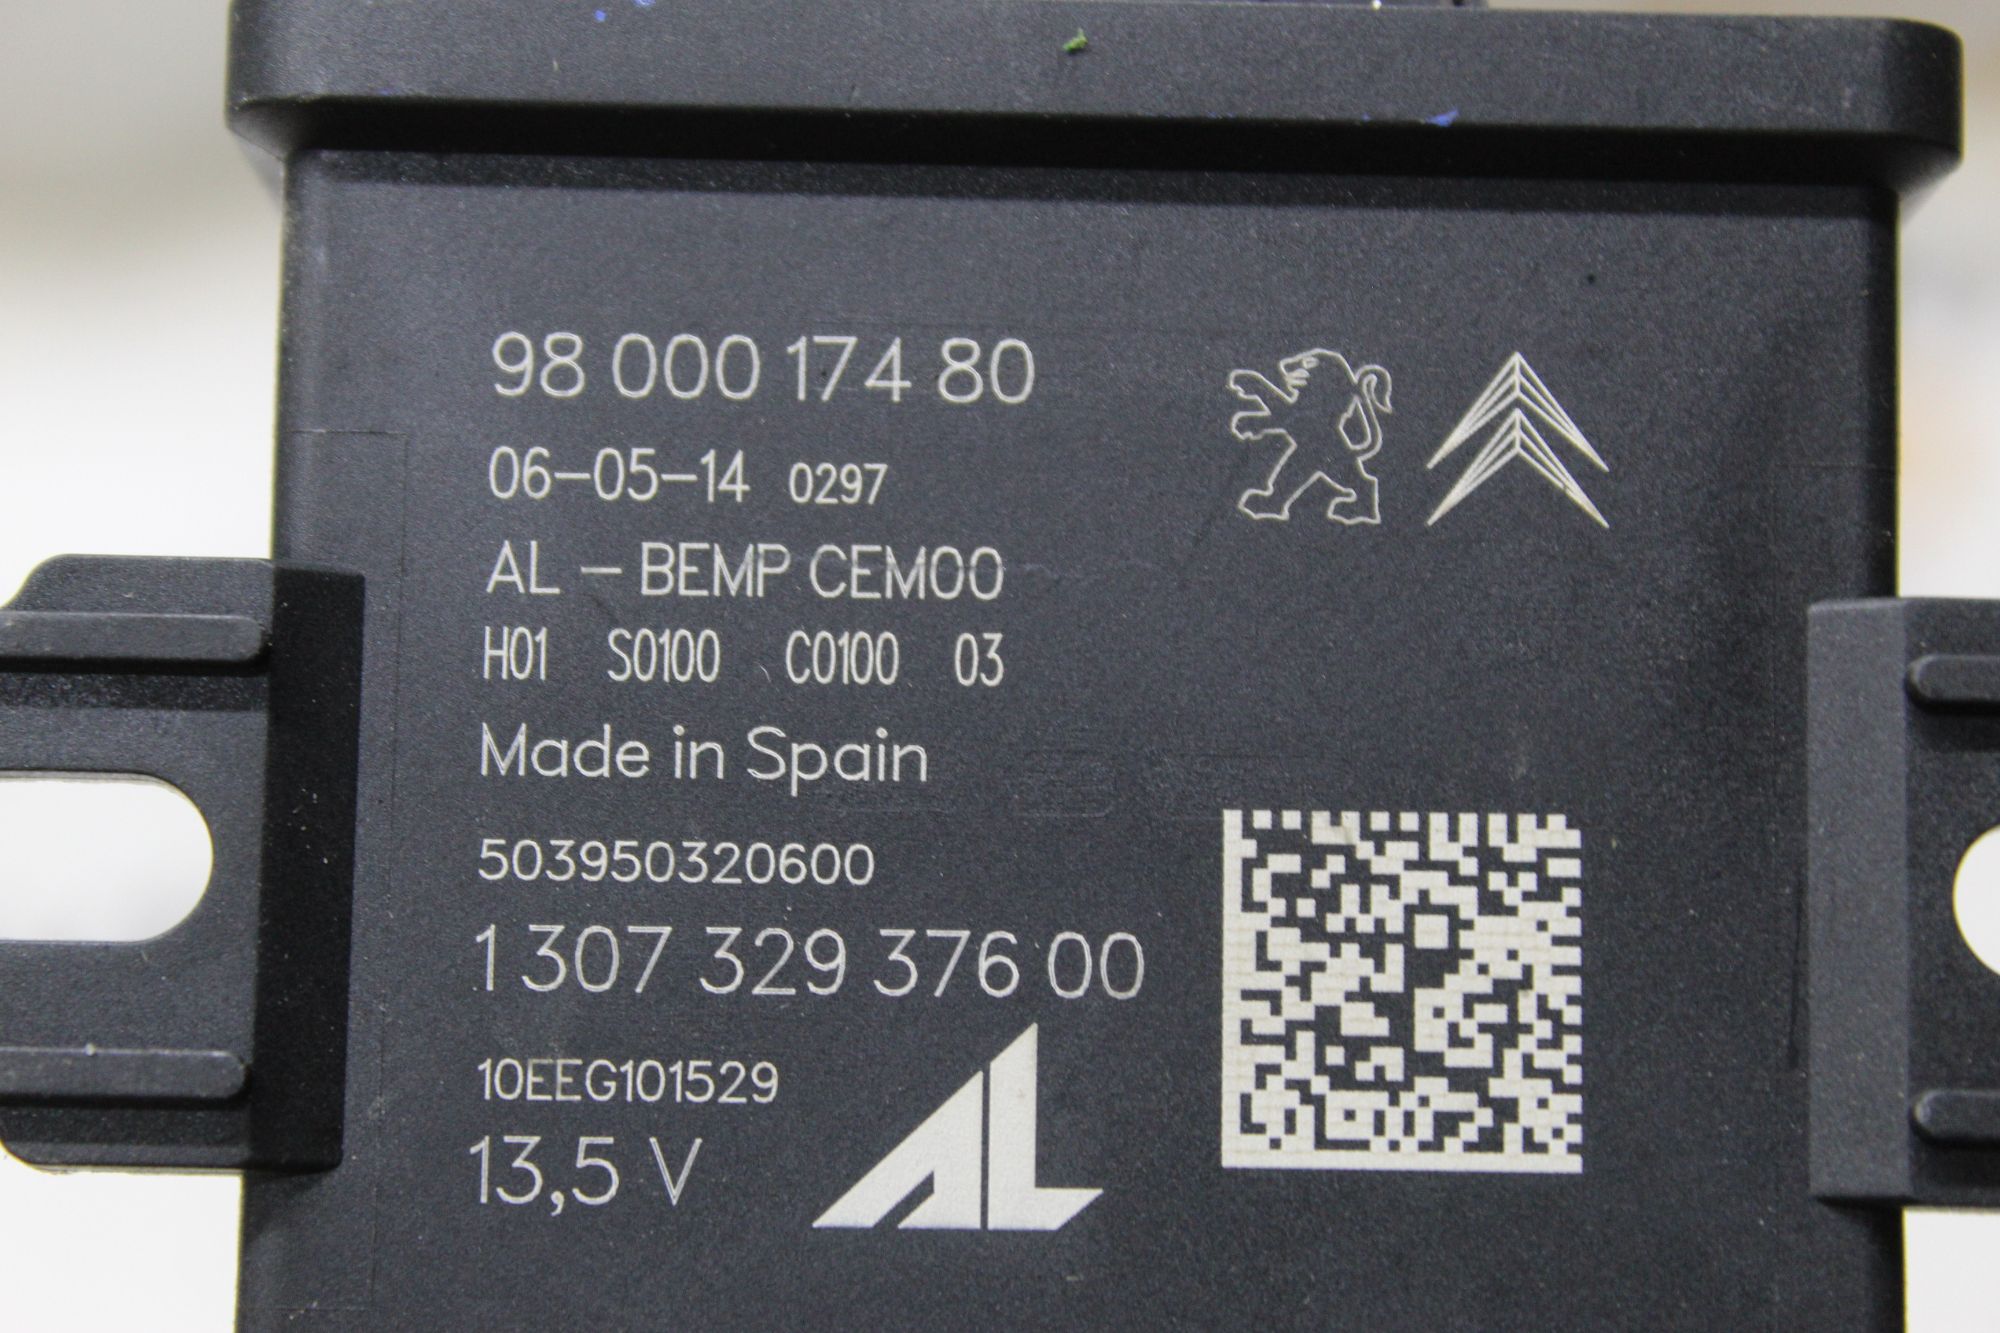 98 000 174 80
06-05-14 0297
AL - BEMP CEM00
H01 S0100 C0100 03
Made in Spain
503950320600
1 307 329 376 00
10EEG101529
13,5 V
AL